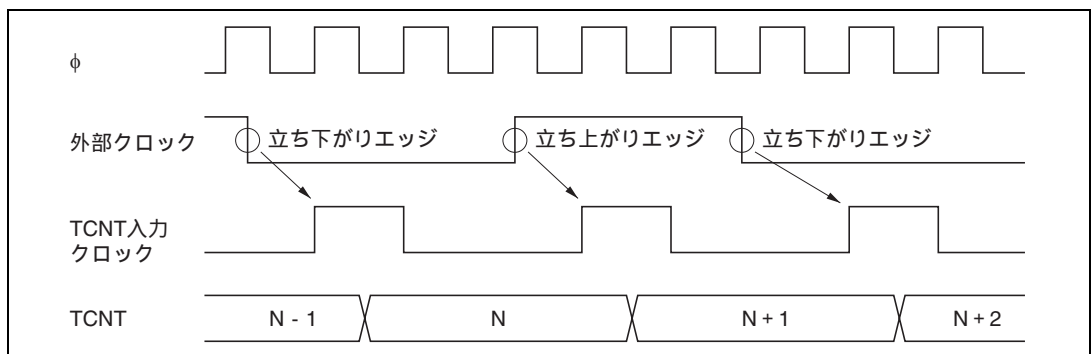 φ
外部クロック 立ち下がりエッジ 立ち上がりエッジ 立ち下がりエッジ
TCNT入力
クロック
TCNT N - 1 N N + 1 N + 2